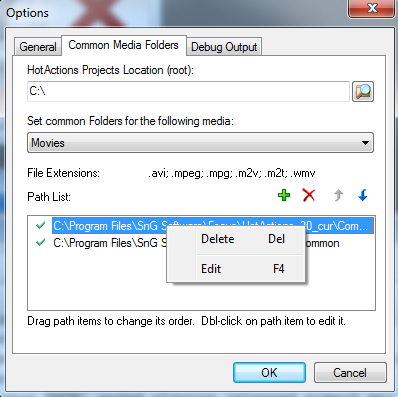 Options
General Common Media Folders Debug Output
HotActions Projects Location (root):
C:\
Set common Folders for the following media:
Movies
File Extensions: .avi; .mpeg; .mpg; .m2v; .m2t; .wmv
Path List:
C:\Program Files\SnG Software\Focus\HotActions_20_cur\Com...
C:\Program Files\SnG S ommon
Delete Del
Edit F4
Drag path items to change its order. Dbl-click on path item to edit it.
OK Cancel